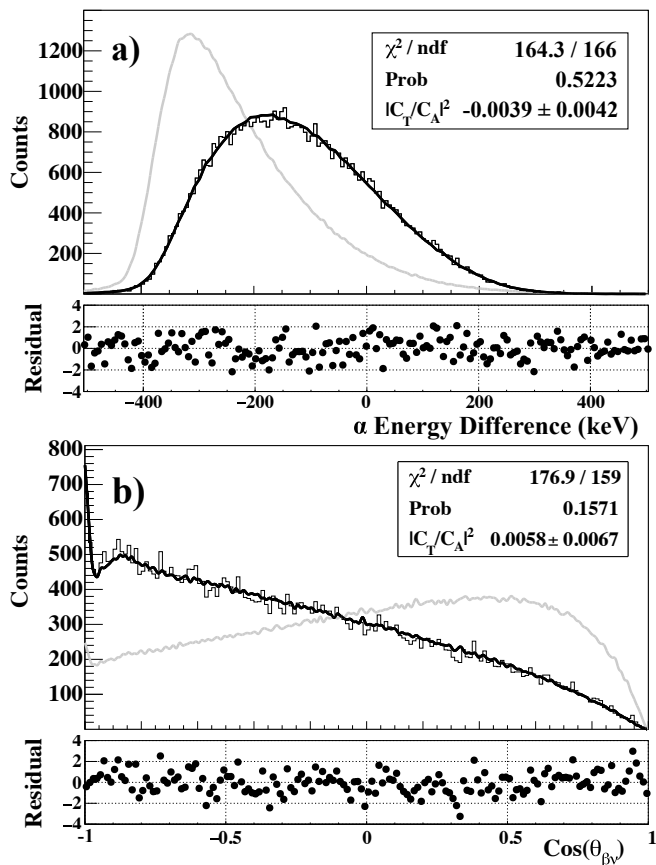 a)
χ² / ndf 164.3 / 166
Prob 0.5223
|C_T/C_A|² -0.0039 ± 0.0042
Counts
1200
1000
800
600
400
200
Residual
4
2
0
−2
−4
−400 −200 0 200 400
α Energy Difference (keV)
b)
χ² / ndf 176.9 / 159
Prob 0.1571
|C_T/C_A|² 0.0058 ± 0.0067
Counts
800
700
600
500
400
300
200
100
Residual
4
2
0
−2
−4
-1 -0.5 0 0.5 1
Cos(θ_βν)